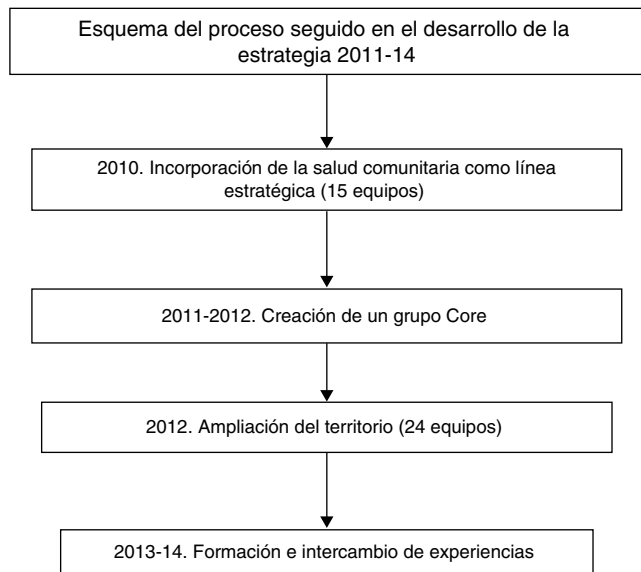 Esquema del proceso seguido en el desarrollo de la
estrategia 2011-14
2010. Incorporación de la salud comunitaria como línea
estratégica (15 equipos)
2011-2012. Creación de un grupo Core
2012. Ampliación del territorio (24 equipos)
2013-14. Formación e intercambio de experiencias